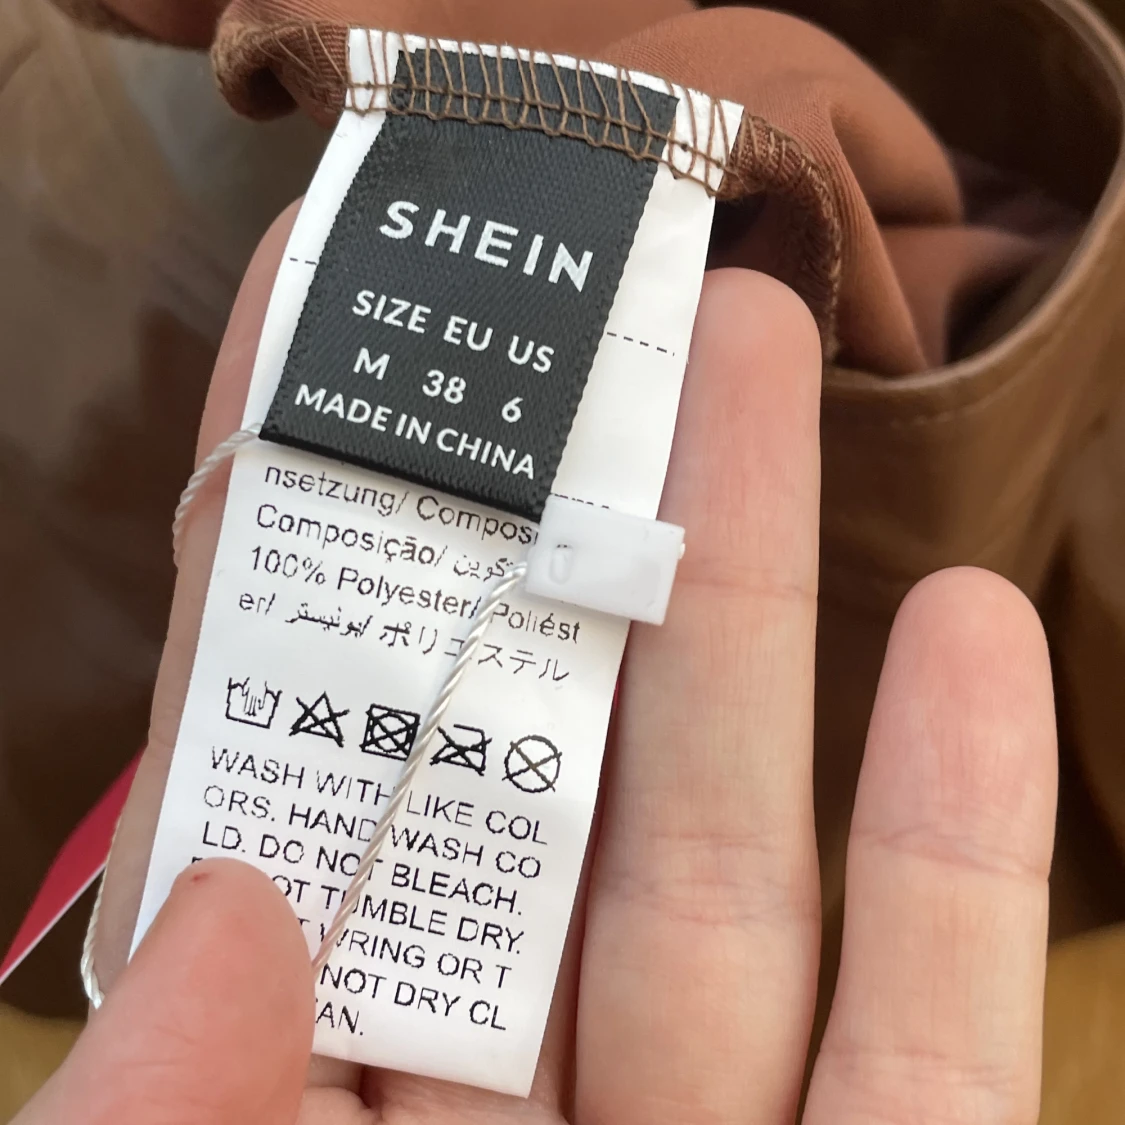 SHEIN
SIZE EU US
M 38 6
MADE IN CHINA
nsetzung/ Compos
Composição/ تكوين
100% Polyester/ Poliést
er/ بوليستر/ ポリエステル
WASH WITH LIKE COL
ORS. HAND WASH CO
LD. DO NOT BLEACH.
OT TUMBLE DRY.
T WRING OR T
NOT DRY CL
AN.